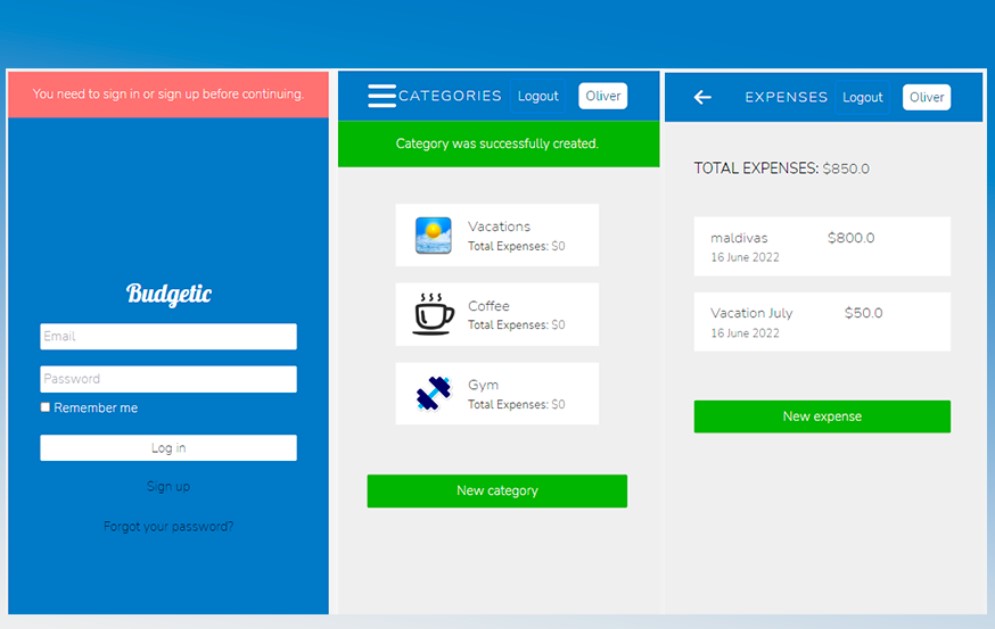 You need to sign in or sign up before continuing.
Budgetic
Email
Password
Remember me
Log in
Sign up
Forgot your password?
CATEGORIES Logout Oliver
Category was successfully created.
Vacations
Total Expenses: $0
Coffee
Total Expenses: $0
Gym
Total Expenses: $0
New category
EXPENSES Logout Oliver
TOTAL EXPENSES: $850.0
maldivas $800.0
16 June 2022
Vacation July $50.0
16 June 2022
New expense